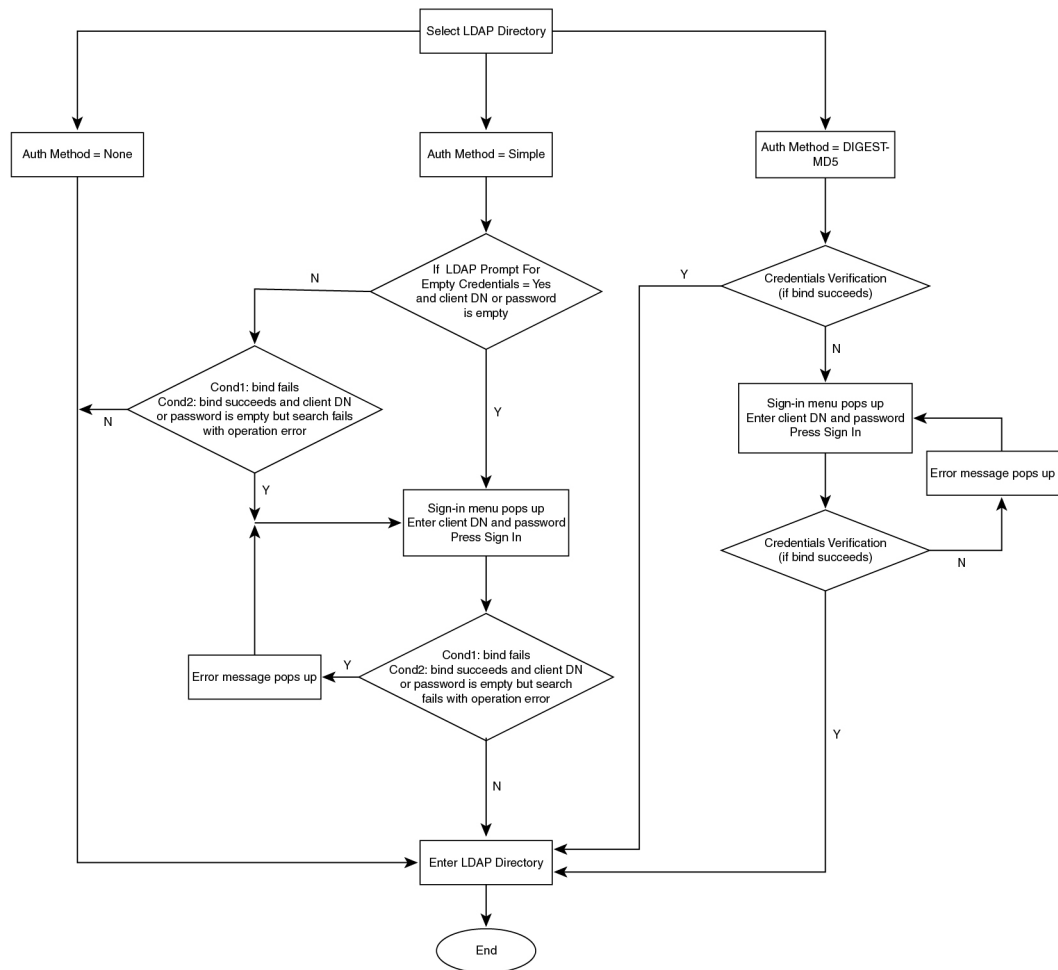 Select LDAP Directory
Auth Method = None
Auth Method = Simple
Auth Method = DIGEST-
MD5
If LDAP Prompt For
Empty Credentials = Yes
and client DN or password
is empty
N
Y
Credentials Verification
(if bind succeeds)
Y
N
Cond1: bind fails
Cond2: bind succeeds and client DN
or password is empty but search fails
with operation error
N
Y
Sign-in menu pops up
Enter client DN and password
Press Sign In
Error message pops up
Sign-in menu pops up
Enter client DN and password
Press Sign In
Credentials Verification
(if bind succeeds)
N
Y
Cond1: bind fails
Cond2: bind succeeds and client DN
or password is empty but search
fails with operation error
Y
Error message pops up
N
Enter LDAP Directory
End